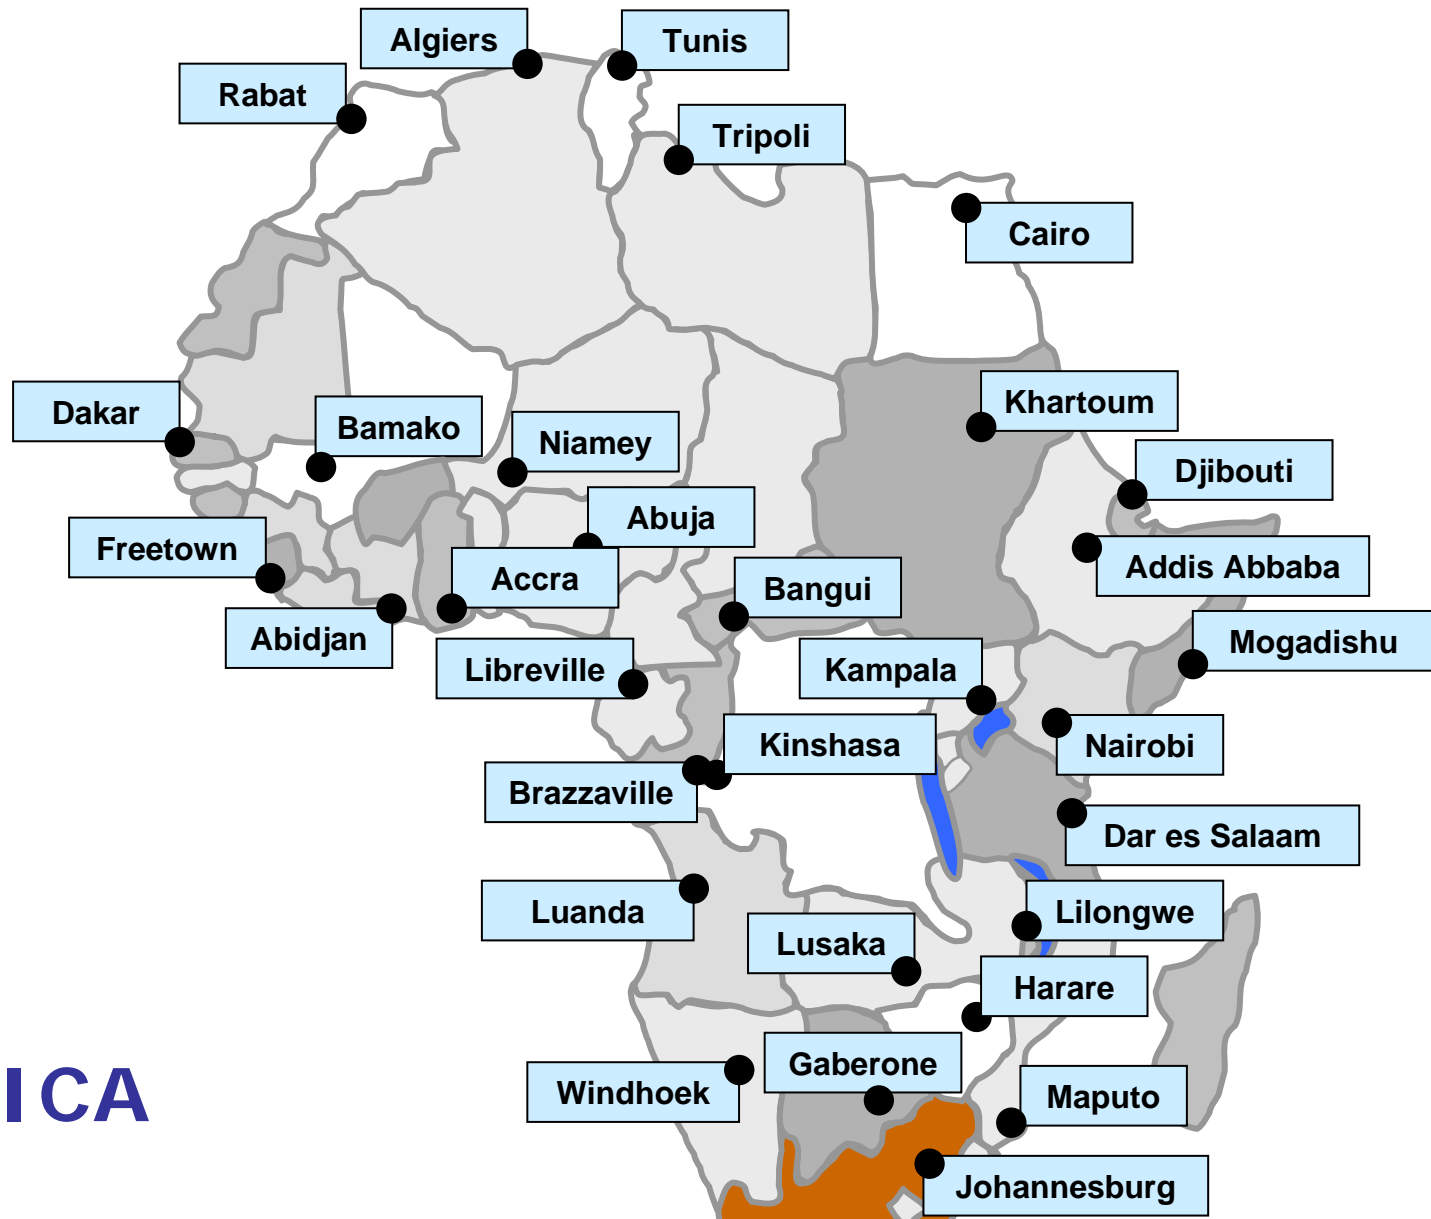 Algiers
Tunis
Rabat
Tripoli
Cairo
Khartoum
Dakar
Bamako
Niamey
Djibouti
Abuja
Freetown
Accra
Addis Abbaba
Bangui
Abidjan
Mogadishu
Libreville
Kampala
Kinshasa
Nairobi
Brazzaville
Dar es Salaam
Luanda
Lilongwe
Lusaka
Harare
Gaberone
Windhoek
ICA
Maputo
Johannesburg